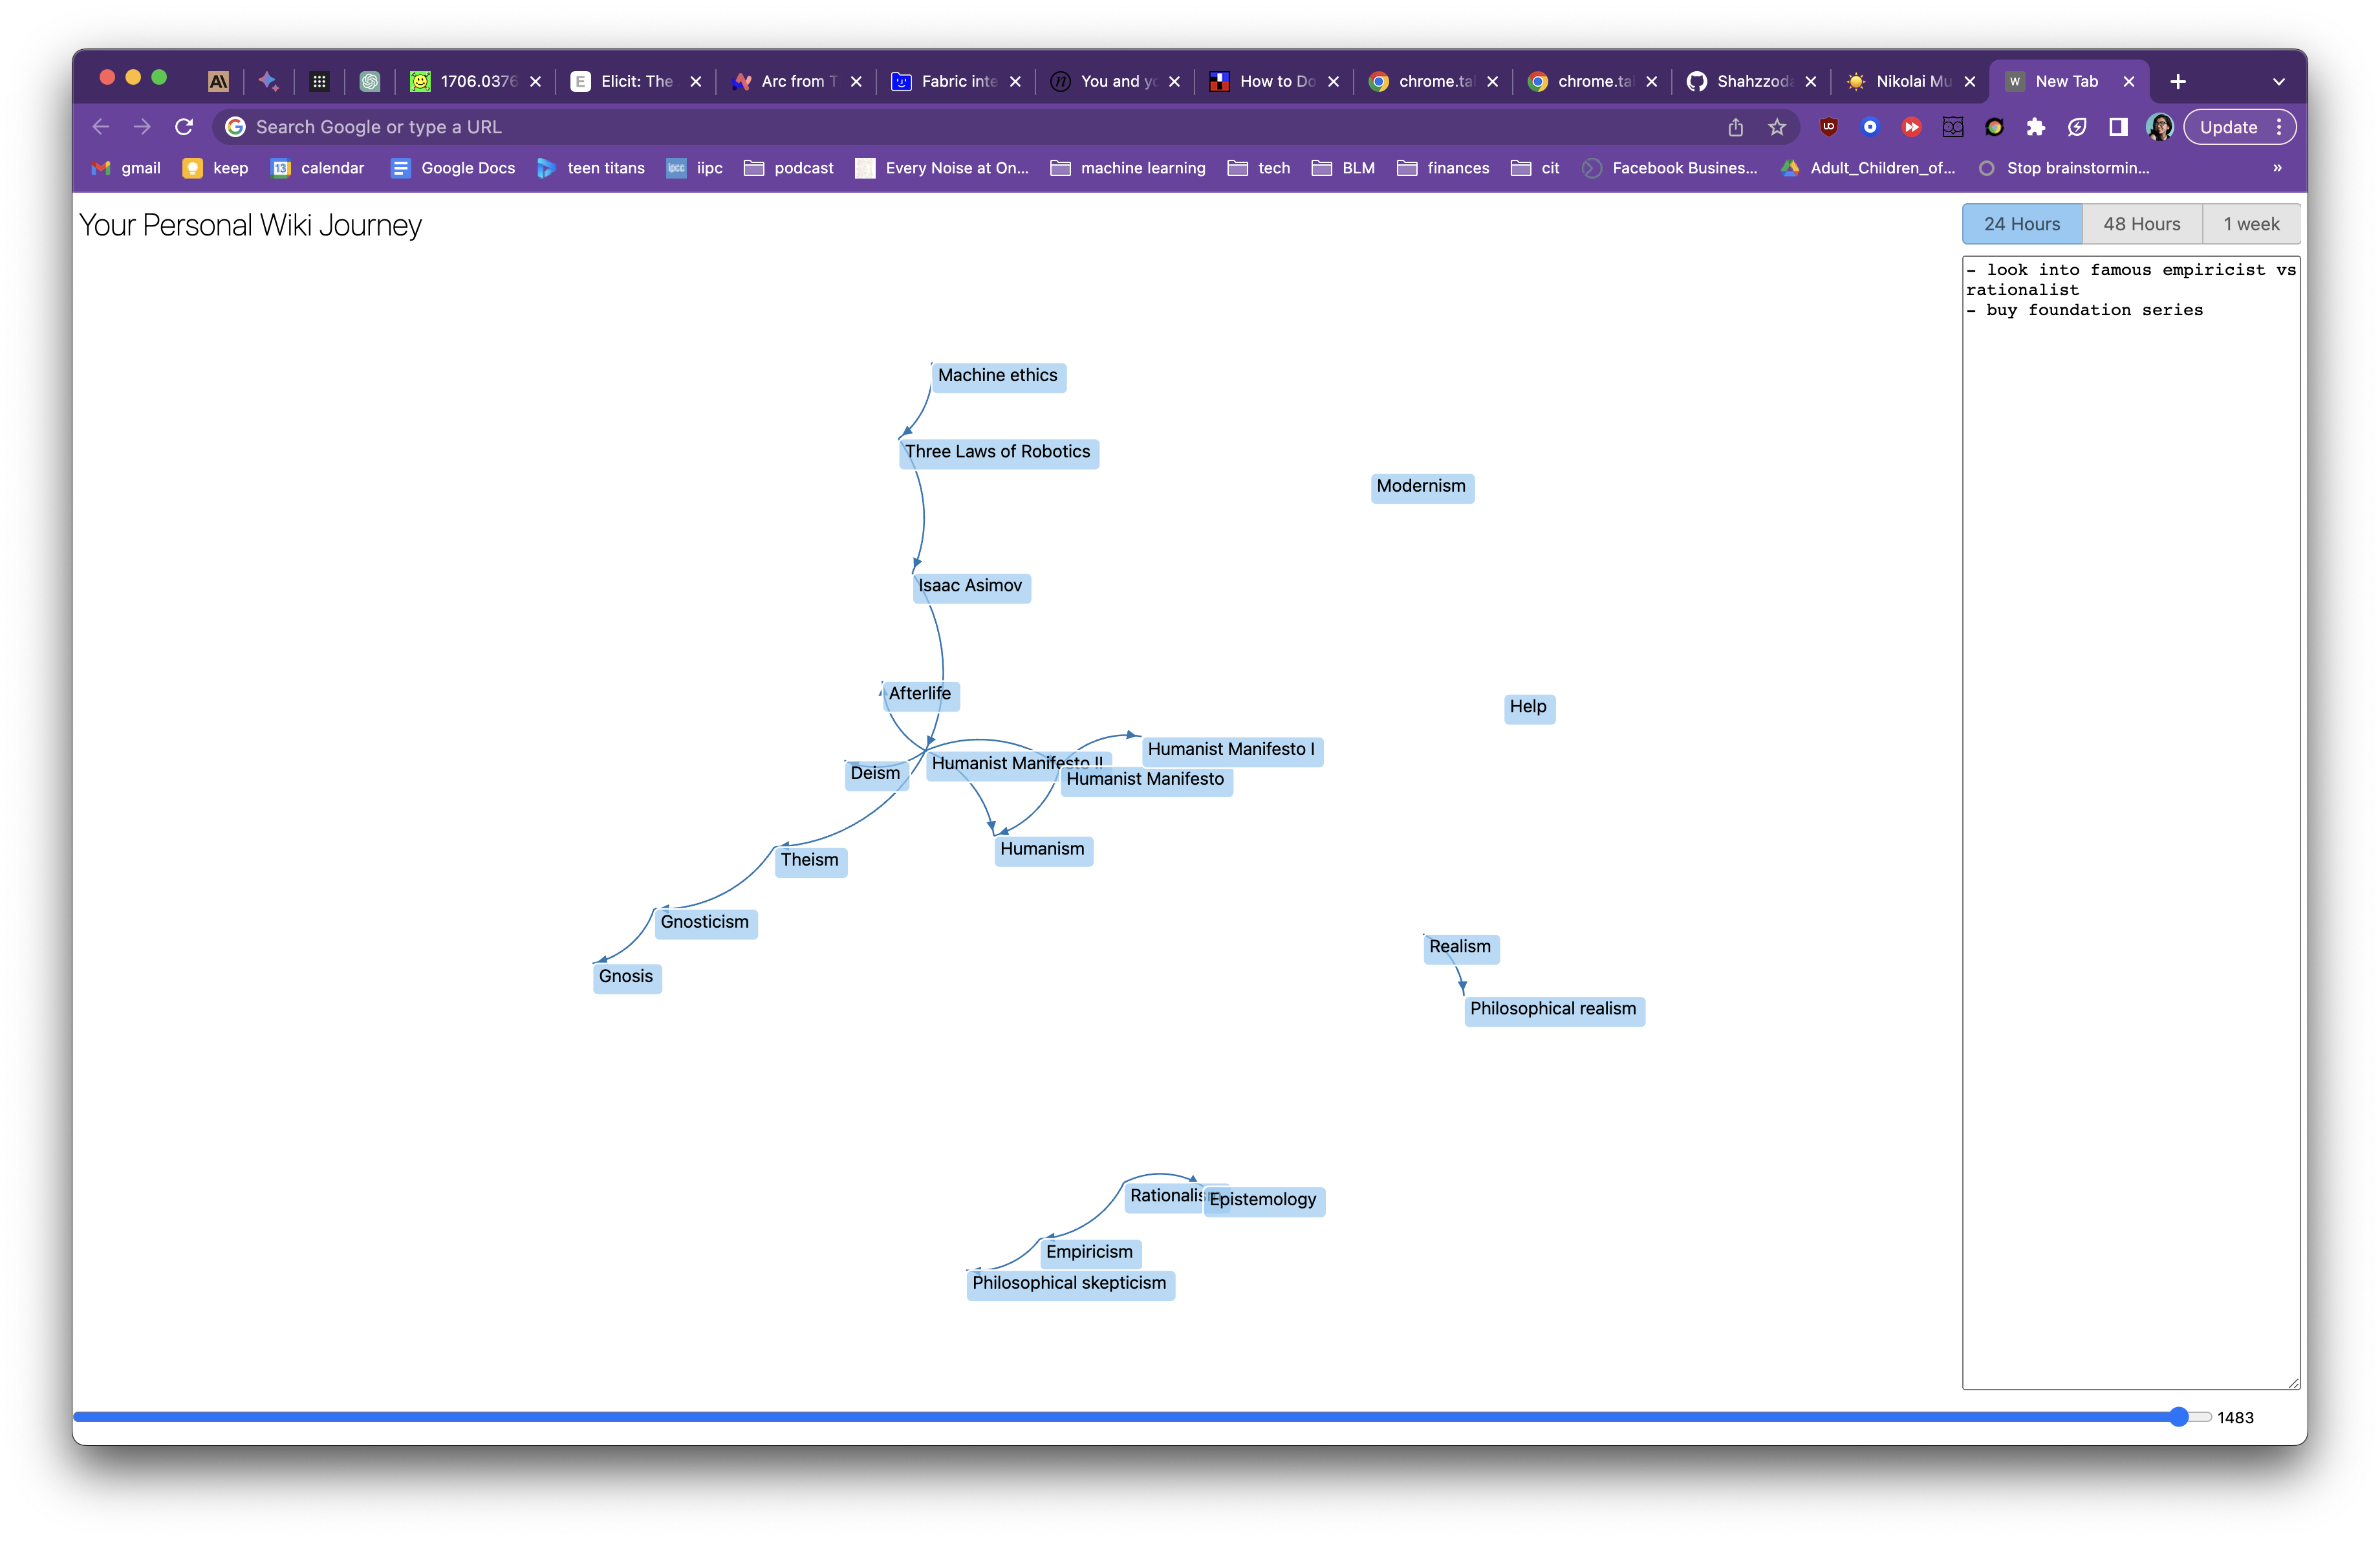 1706.0376
Elicit: The
Arc from T
Fabric inte
You and yo
How to Do
chrome.ta
chrome.ta
Shahzzod
Nikolai Mu
W
New Tab
Search Google or type a URL
Update
gmail
keep
13
calendar
Google Docs
teen titans
ipcc
iipc
podcast
Every Noise at On...
machine learning
tech
BLM
finances
cit
Facebook Busines...
Adult_Children_of...
Stop brainstormin...
»
Your Personal Wiki Journey
24 Hours
48 Hours
1 week
- look into famous empiricist vs
rationalist
- buy foundation series
Machine ethics
Three Laws of Robotics
Modernism
Isaac Asimov
Afterlife
Help
Humanist Manifesto I
Humanist Manifesto II
Deism
Humanist Manifesto
Humanism
Theism
Gnosticism
Realism
Gnosis
Philosophical realism
Rationalis
Epistemology
Empiricism
Philosophical skepticism
1483